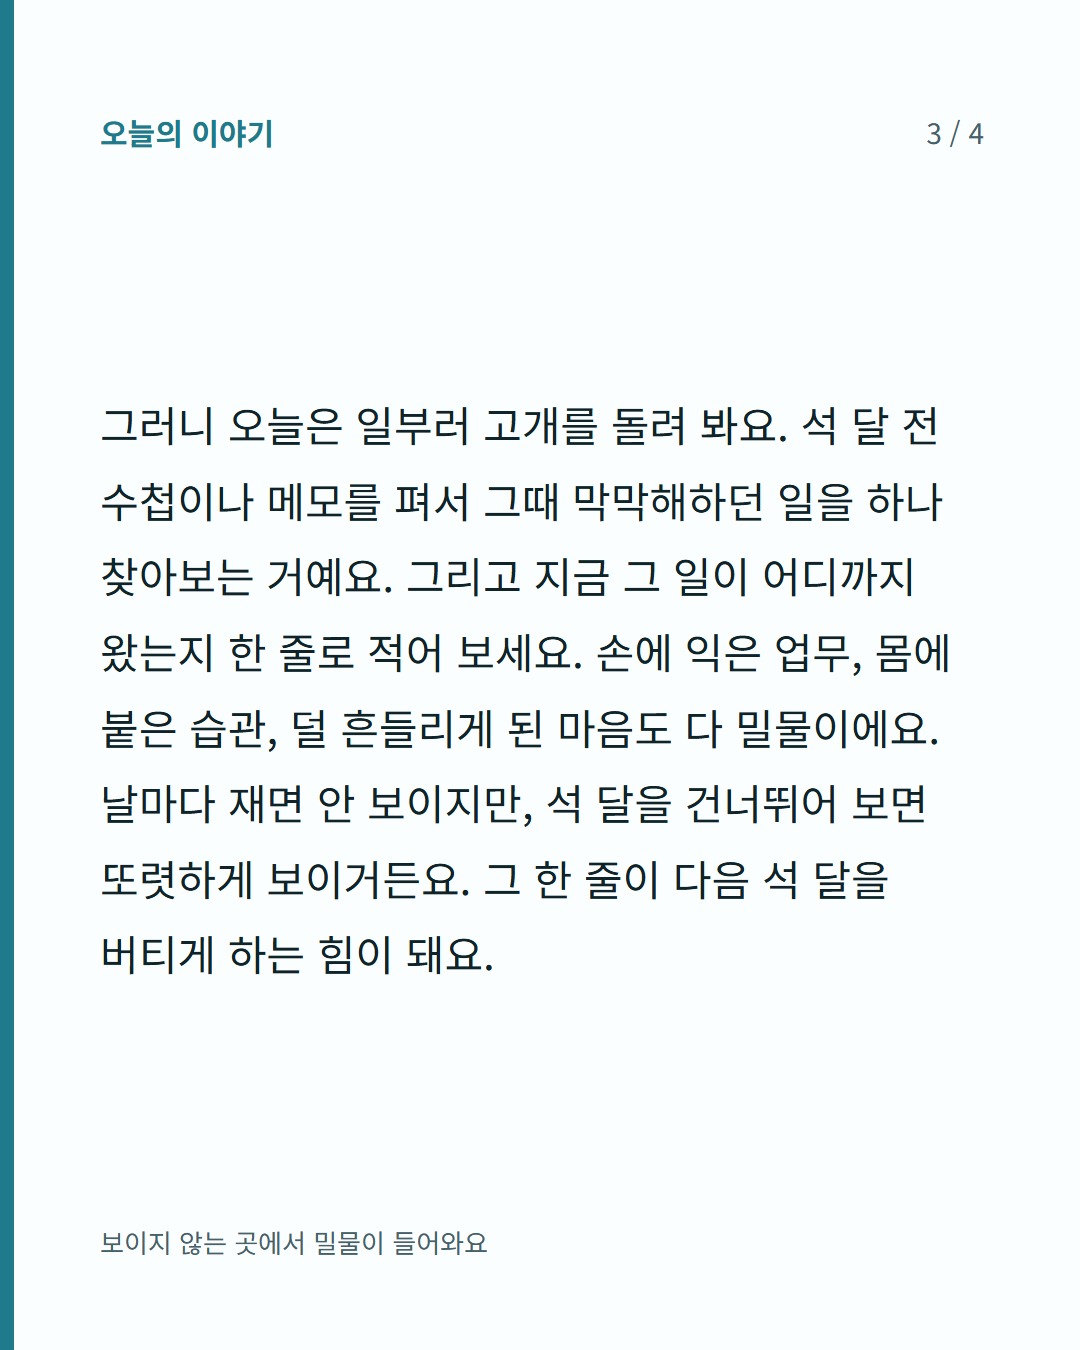 오늘의 이야기
3 / 4
그러니 오늘은 일부러 고개를 돌려 봐요. 석 달 전
수첩이나 메모를 펴서 그때 막막해하던 일을 하나
찾아보는 거예요. 그리고 지금 그 일이 어디까지
왔는지 한 줄로 적어 보세요. 손에 익은 업무, 몸에
붙은 습관, 덜 흔들리게 된 마음도 다 밀물이에요.
날마다 재면 안 보이지만, 석 달을 건너뛰어 보면
또렷하게 보이거든요. 그 한 줄이 다음 석 달을
버티게 하는 힘이 돼요.
보이지 않는 곳에서 밀물이 들어와요